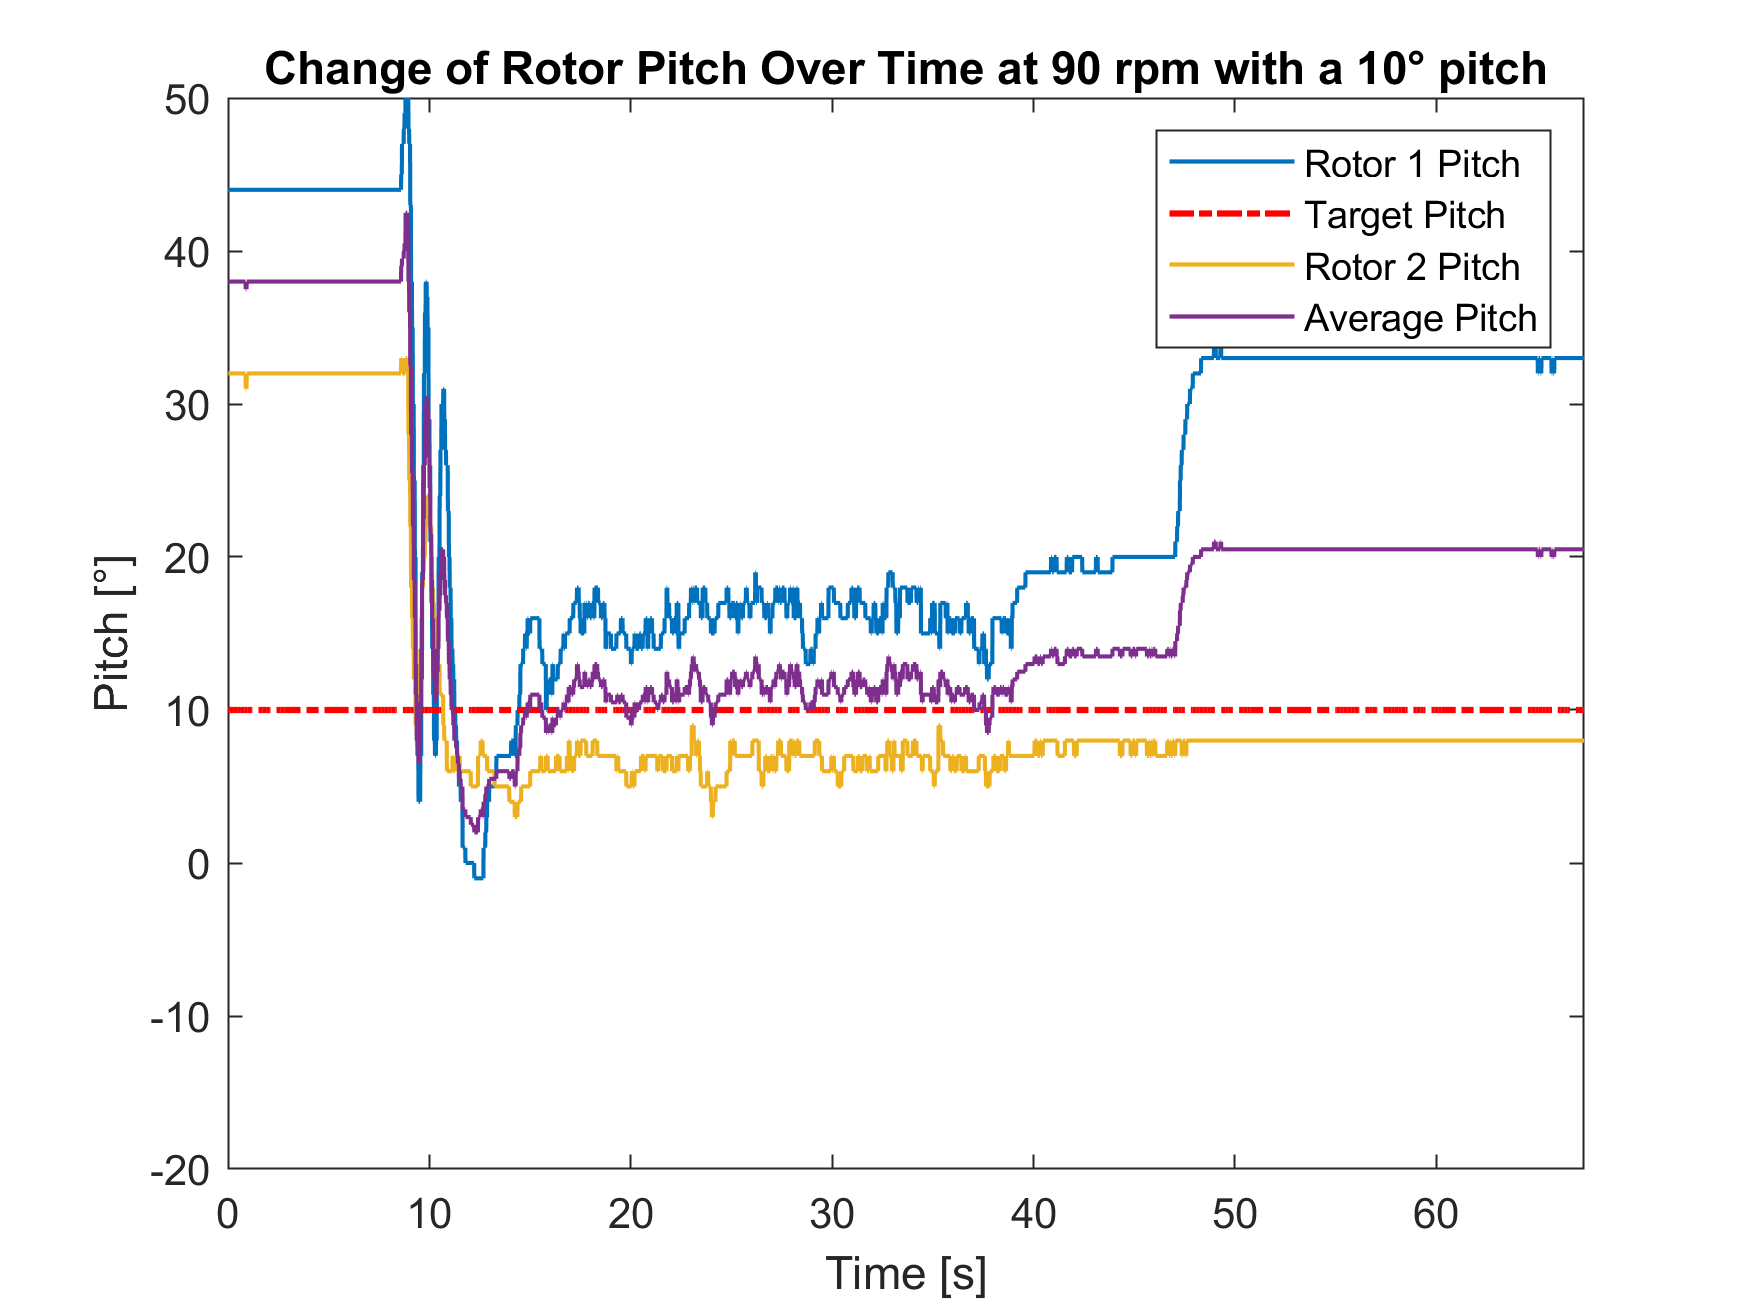 Change of Rotor Pitch Over Time at 90 rpm with a 10° pitch
50
40
30
20
10
0
-10
-20
Pitch [°]
Rotor 1 Pitch
Target Pitch
Rotor 2 Pitch
Average Pitch
0 10 20 30 40 50 60
Time [s]